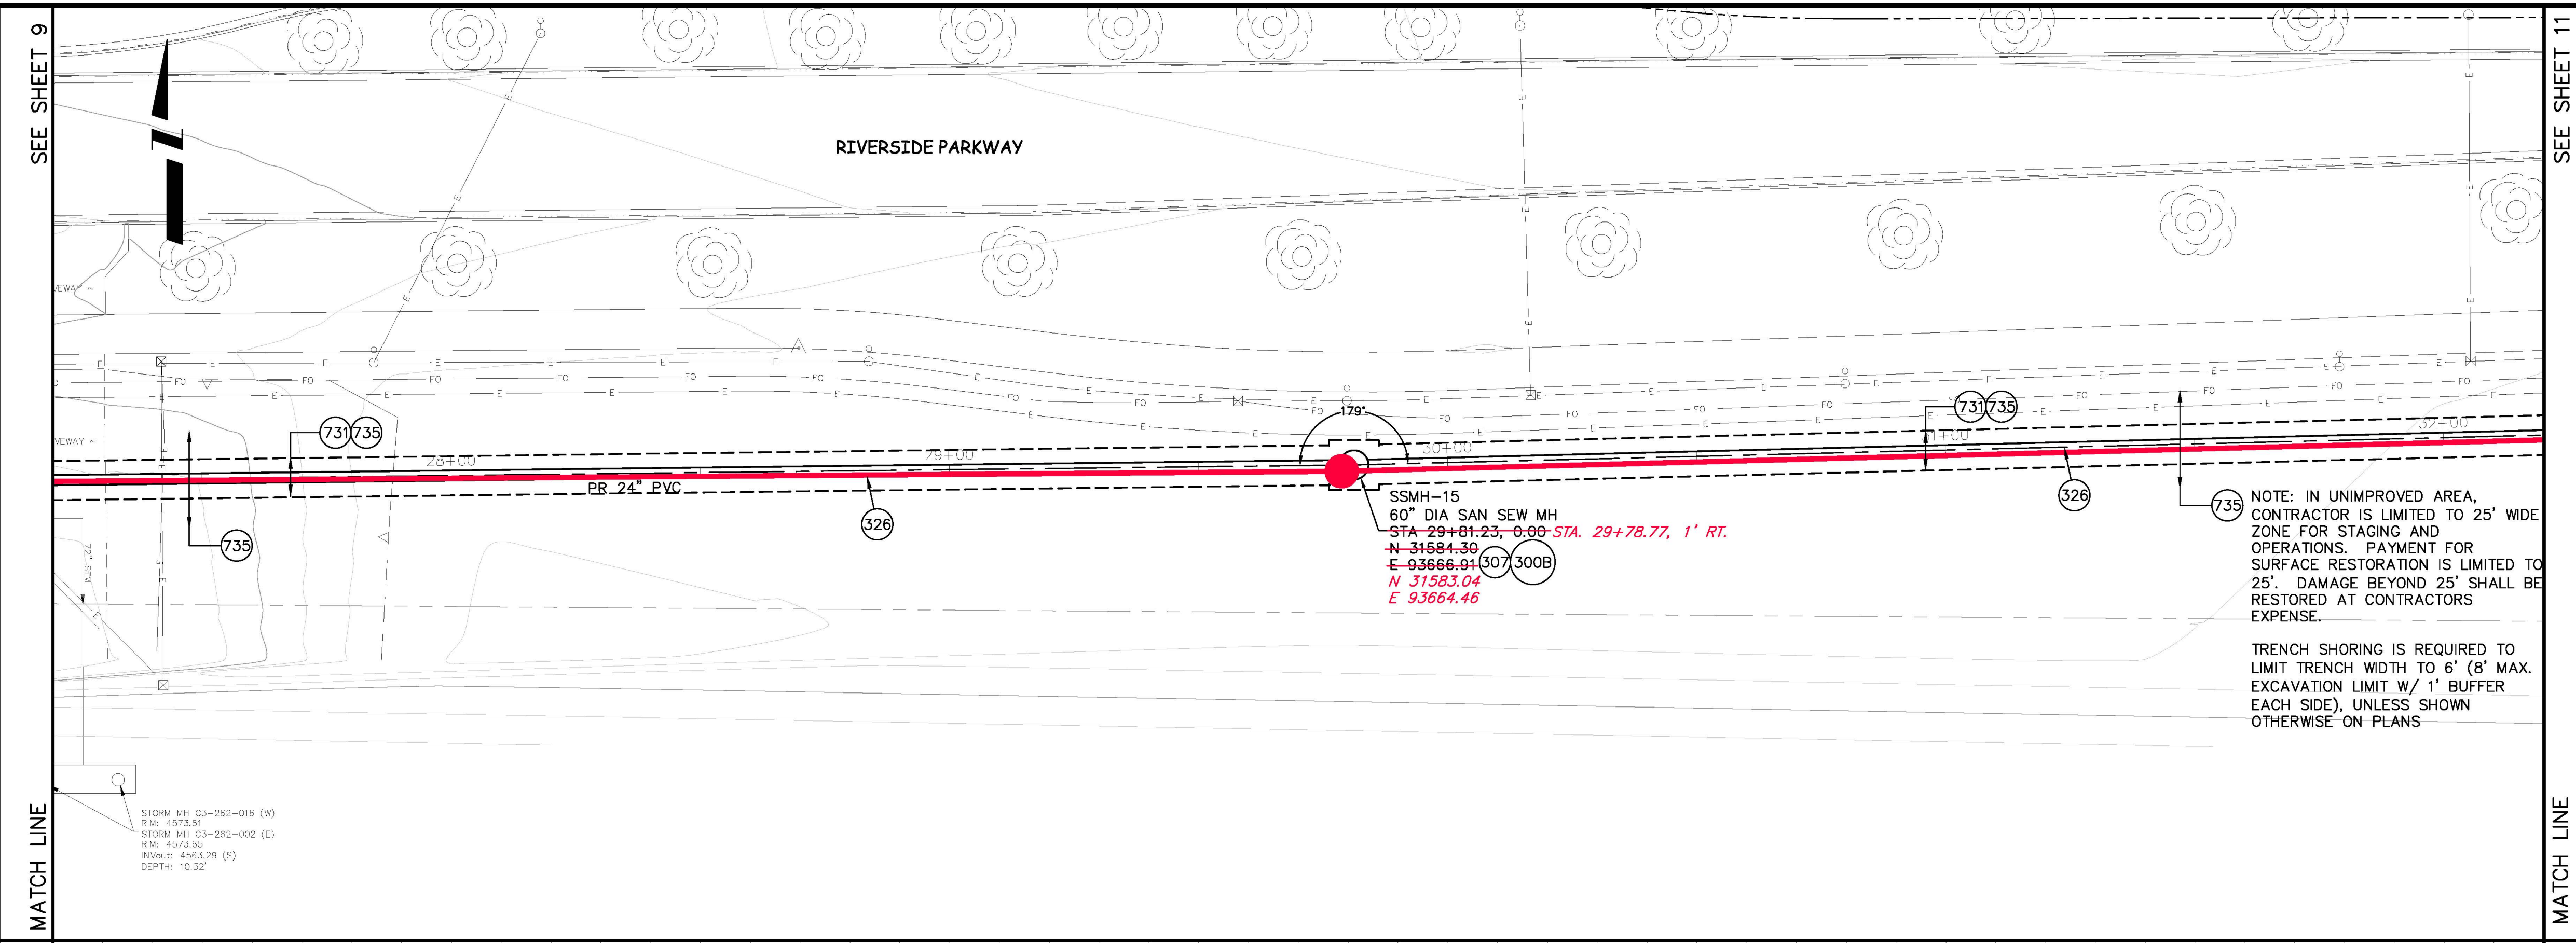 SEE SHEET 9
MATCH LINE
SEE SHEET 11
MATCH LINE
RIVERSIDE PARKWAY
EWAY ~
VEWAY ~
731 735
735
28+00
29+00
30+00
31+00
32+00
179°
PR 24" PVC
326
72" STM
SSMH-15
60" DIA SAN SEW MH
STA 29+81.23, 0.00 STA. 29+78.77, 1' RT.
N 31584.30
E 93666.91 307 300B
N 31583.04
E 93664.46
731 735
326
735
NOTE: IN UNIMPROVED AREA,
CONTRACTOR IS LIMITED TO 25' WIDE
ZONE FOR STAGING AND
OPERATIONS. PAYMENT FOR
SURFACE RESTORATION IS LIMITED TO
25'. DAMAGE BEYOND 25' SHALL BE
RESTORED AT CONTRACTORS
EXPENSE.
TRENCH SHORING IS REQUIRED TO
LIMIT TRENCH WIDTH TO 6' (8' MAX.
EXCAVATION LIMIT W/ 1' BUFFER
EACH SIDE), UNLESS SHOWN
OTHERWISE ON PLANS
STORM MH C3-262-016 (W)
RIM: 4573.61
STORM MH C3-262-002 (E)
RIM: 4573.65
INVout: 4563.29 (S)
DEPTH: 10.32'